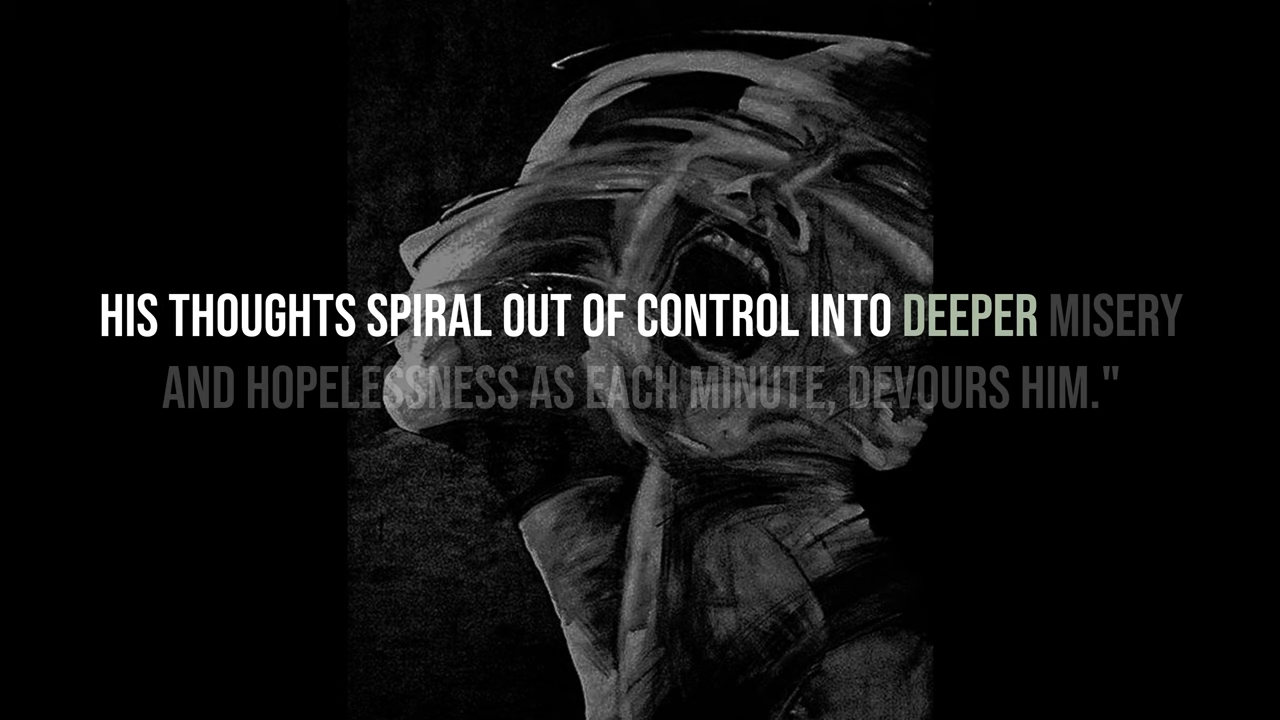 HIS THOUGHTS SPIRAL OUT OF CONTROL INTO DEEPER MISERY
AND HOPELESSNESS AS EACH MINUTE, DEVOURS HIM."